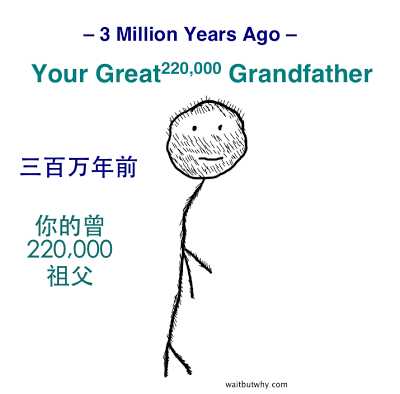 – 3 Million Years Ago –
Your Great²²⁰,⁰⁰⁰ Grandfather
三百万年前
你的曾
220,000
祖父
waitbutwhy.com